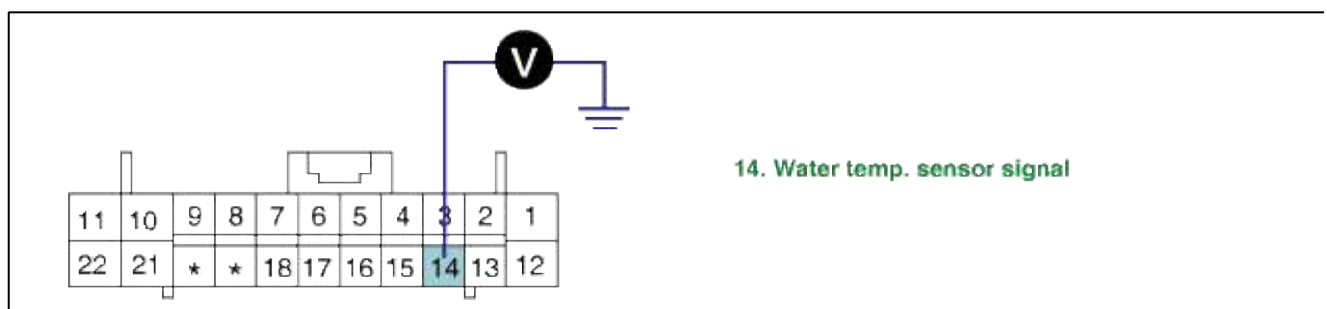 V
14. Water temp. sensor signal
11 10 9 8 7 6 5 4 3 2 1
22 21 * * 18 17 16 15 14 13 12